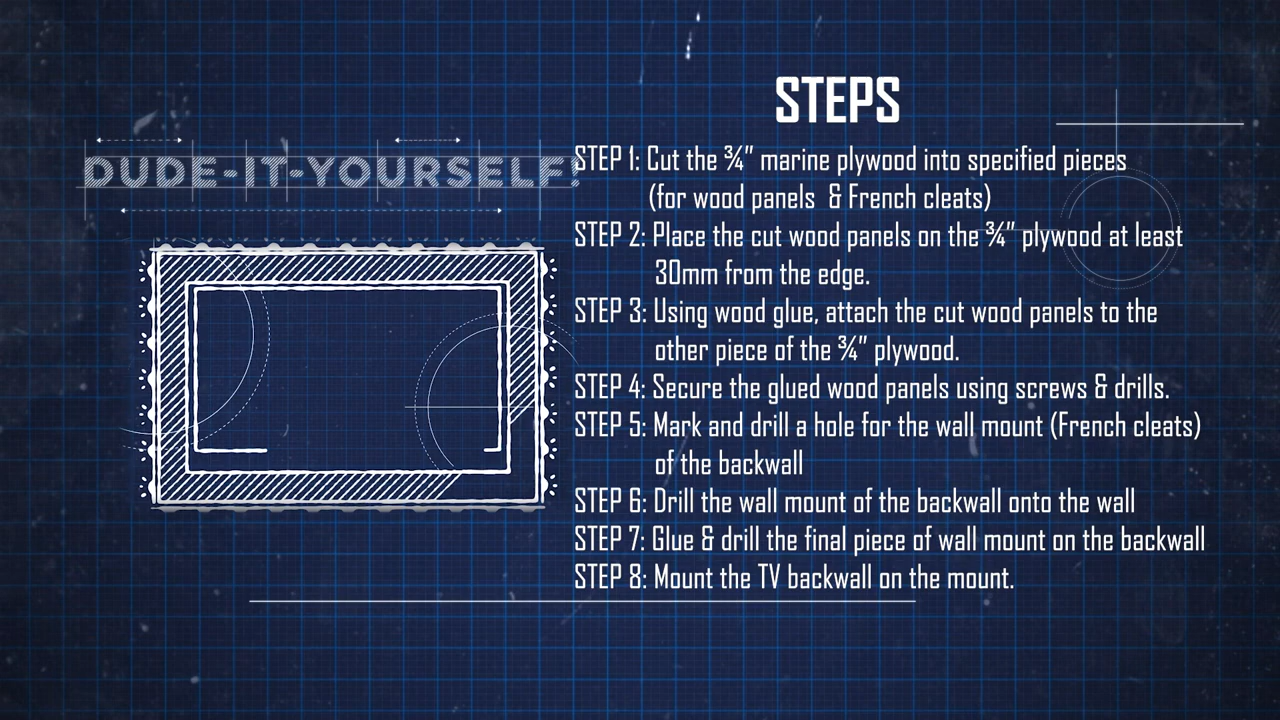 DUDE-IT-YOURSELF!
STEPS
STEP 1: Cut the ¾" marine plywood into specified pieces
(for wood panels & French cleats)
STEP 2: Place the cut wood panels on the ¾" plywood at least
30mm from the edge.
STEP 3: Using wood glue, attach the cut wood panels to the
other piece of the ¾" plywood.
STEP 4: Secure the glued wood panels using screws & drills.
STEP 5: Mark and drill a hole for the wall mount (French cleats)
of the backwall
STEP 6: Drill the wall mount of the backwall onto the wall
STEP 7: Glue & drill the final piece of wall mount on the backwall
STEP 8: Mount the TV backwall on the mount.